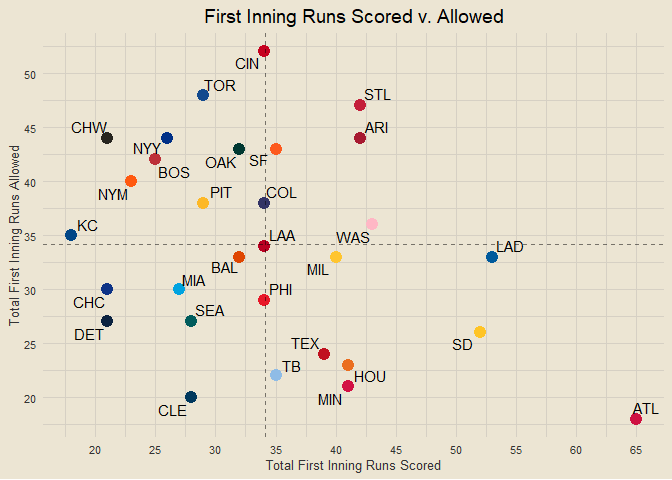 First Inning Runs Scored v. Allowed
CIN
TOR
STL
CHW
NYY
ARI
BOS
OAK
SF
NYM
PIT
COL
KC
LAA
WAS
LAD
BAL
MIL
MIA
CHC
PHI
DET
SEA
TEX
SD
TB
HOU
CLE
MIN
ATL
50
45
40
35
30
25
20
Total First Inning Runs Allowed
20 25 30 35 40 45 50 55 60 65
Total First Inning Runs Scored